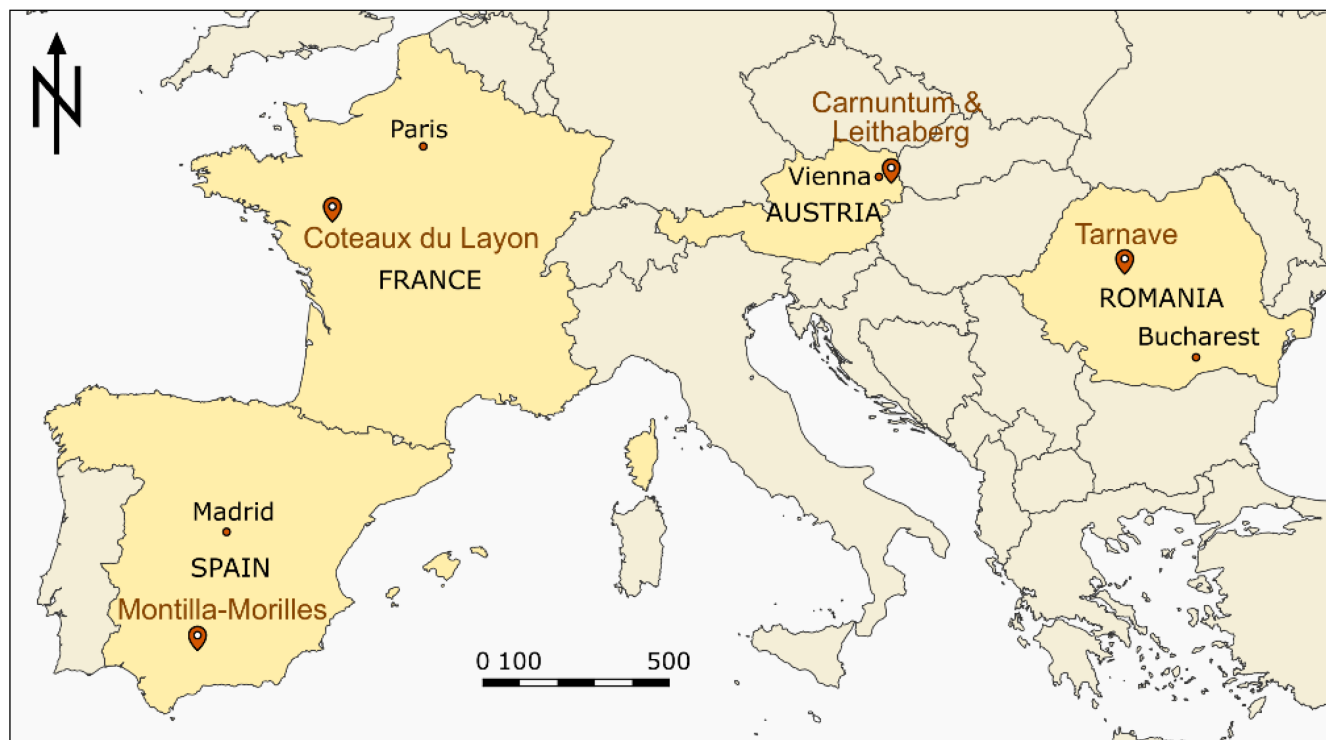 N
Paris
Carnuntum &
Leithaberg
Vienna
AUSTRIA
Coteaux du Layon
FRANCE
Tarnave
ROMANIA
Bucharest
Madrid
SPAIN
Montilla-Morilles
0 100 500